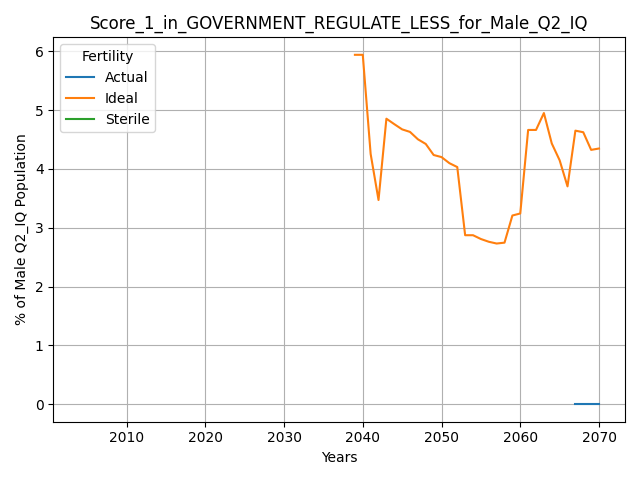 Score_1_in_GOVERNMENT_REGULATE_LESS_for_Male_Q2_IQ
Fertility
Actual
Ideal
Sterile
% of Male Q2_IQ Population
6
5
4
3
2
1
0
2010 2020 2030 2040 2050 2060 2070
Years